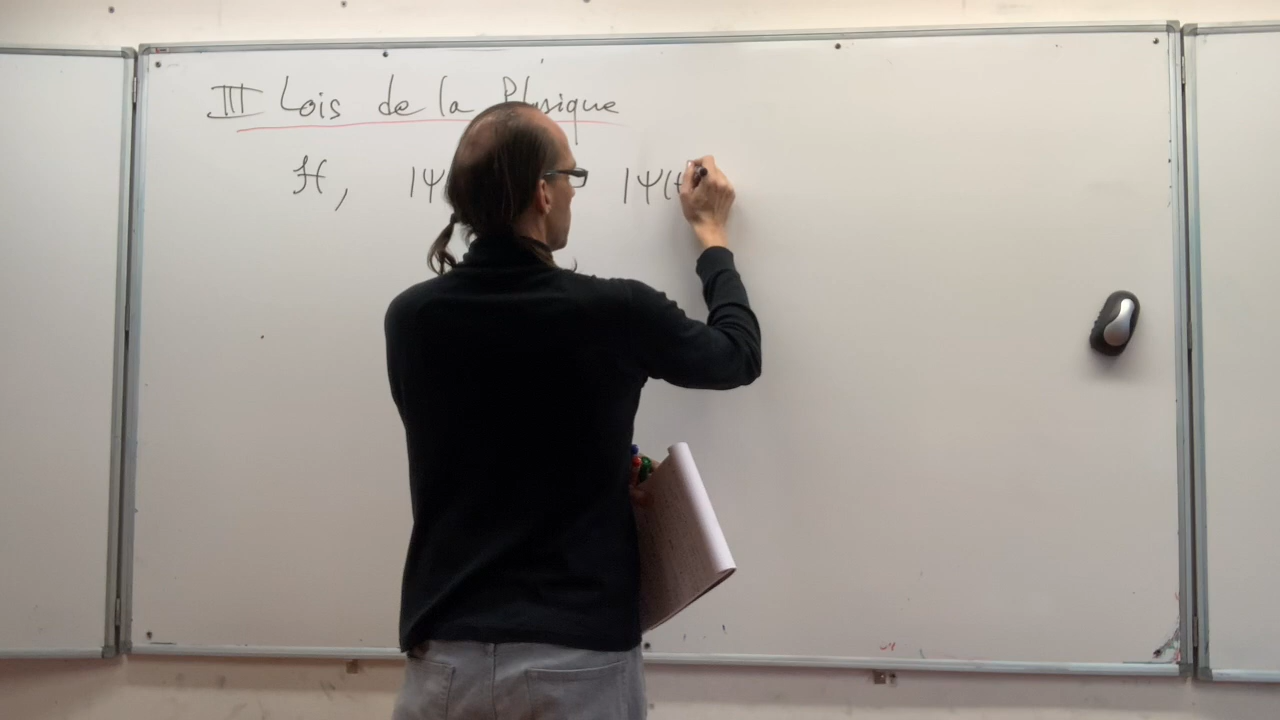 III Lois de la Physique
ℋ, |Ψ |Ψ(t